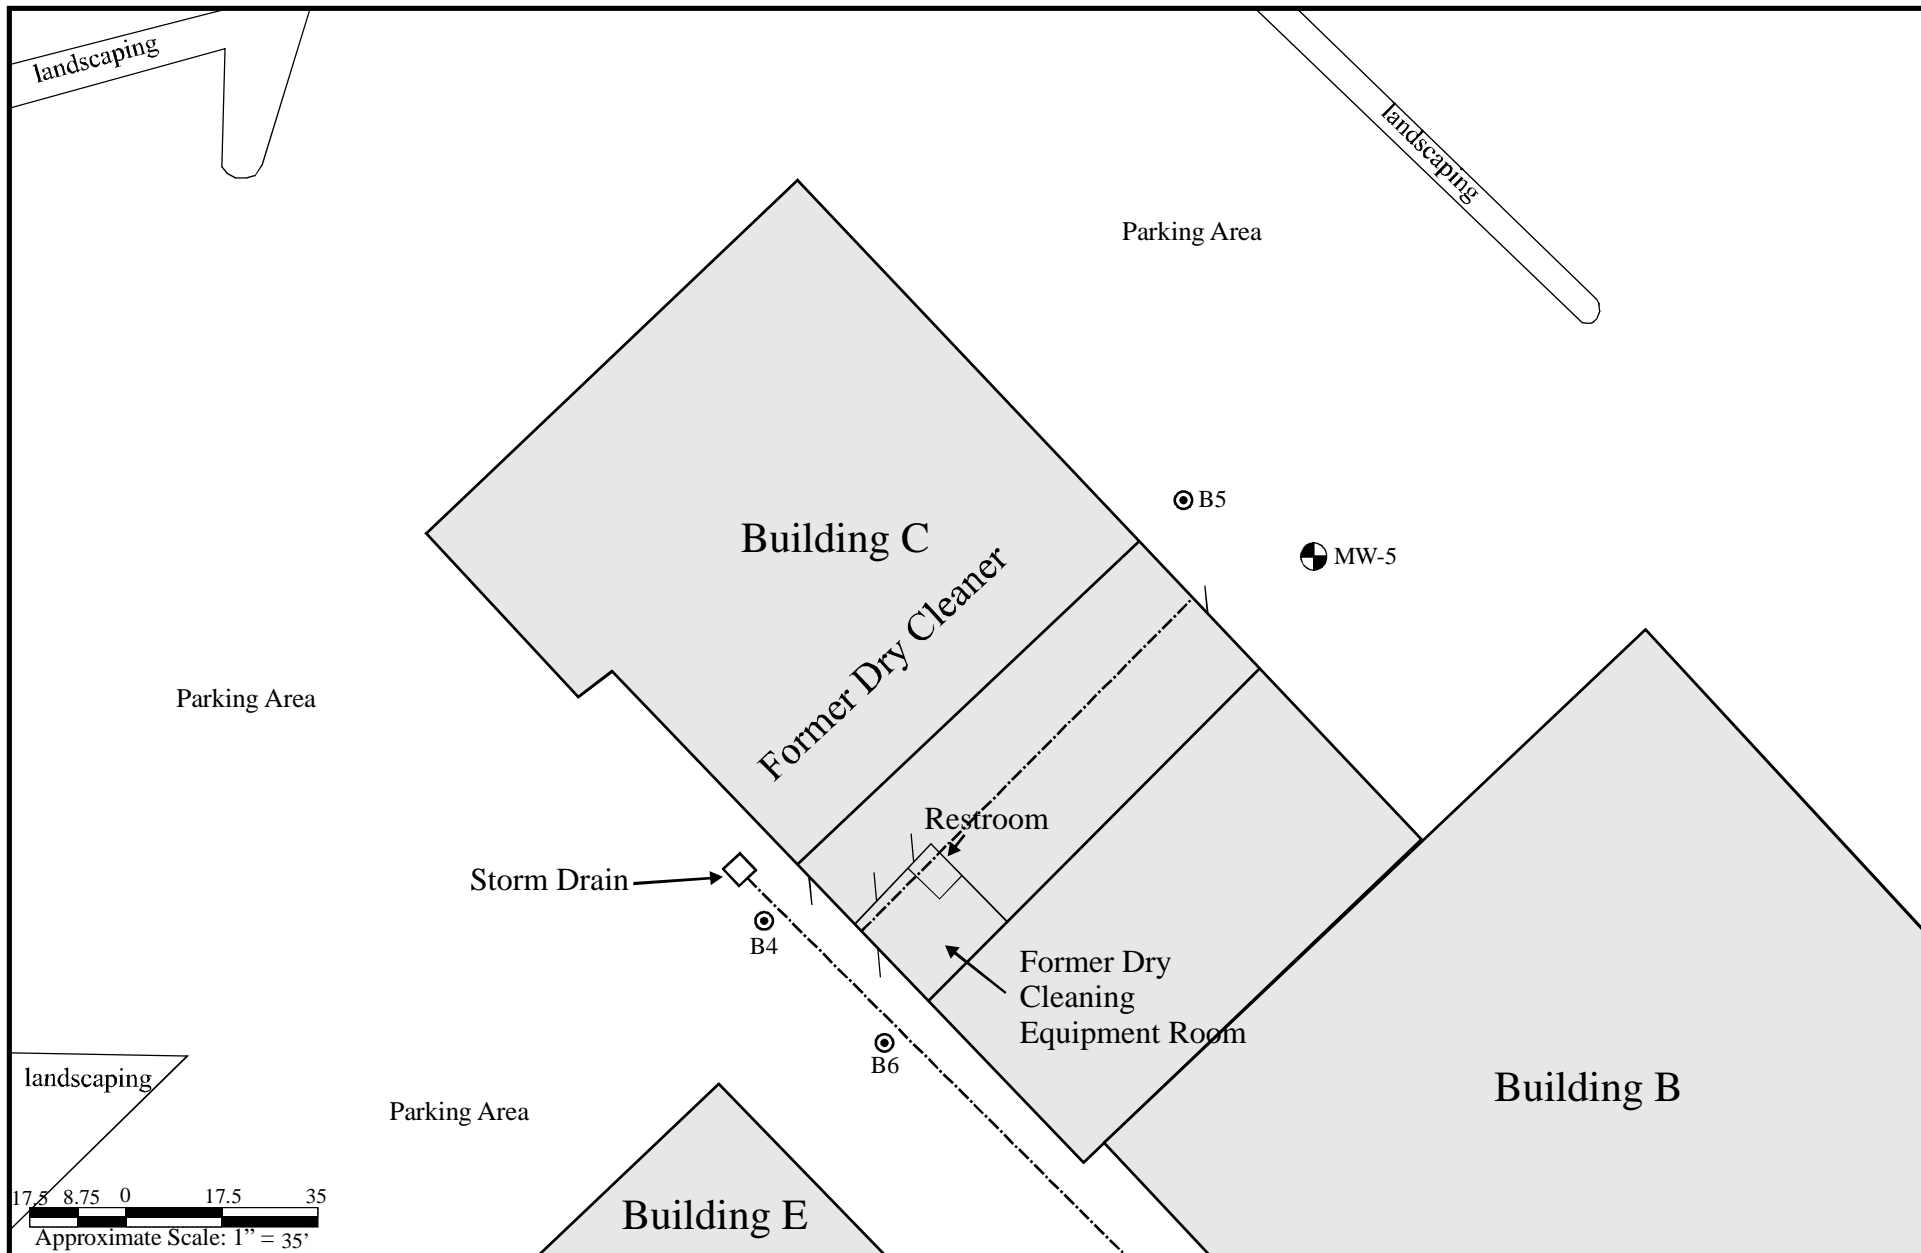 landscaping
landscaping
Parking Area
B5
Building C
MW-5
Former Dry Cleaner
Parking Area
Restroom
Storm Drain
B4
Former Dry
Cleaning
Equipment Room
B6
landscaping
Parking Area
Building B
17.5 8.75 0 17.5 35
Building E
Approximate Scale: 1” = 35’